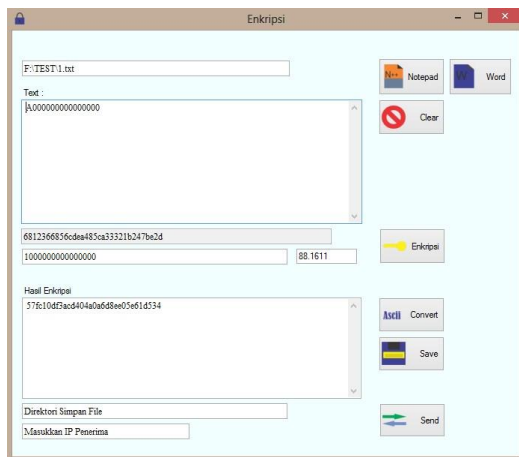 Enkripsi
F:\TEST\1.txt
Notepad
Word
Text :
A000000000000000
Clear
6812366856cdea485ca33321b247be2d
Enkripsi
1000000000000000
88.1611
Hasil Enkripsi
57fc10df3acd404a0a6d8ee05e61d534
Ascii Convert
Save
Direktori Simpan File
Send
Masukkan IP Penerima